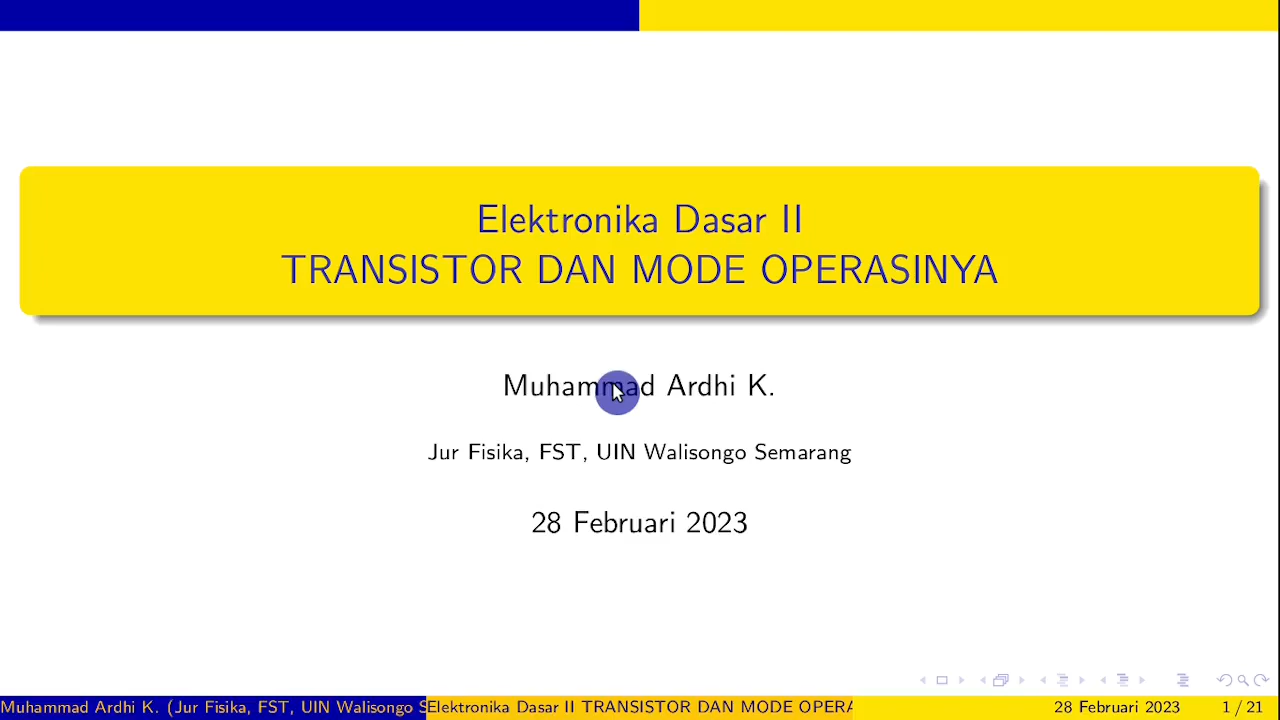 Elektronika Dasar II
TRANSISTOR DAN MODE OPERASINYA
Muhammad Ardhi K.
Jur Fisika, FST, UIN Walisongo Semarang
28 Februari 2023
Muhammad Ardhi K. (Jur Fisika, FST, UIN Walisongo S
Elektronika Dasar II TRANSISTOR DAN MODE OPERA
28 Februari 2023
1 / 21